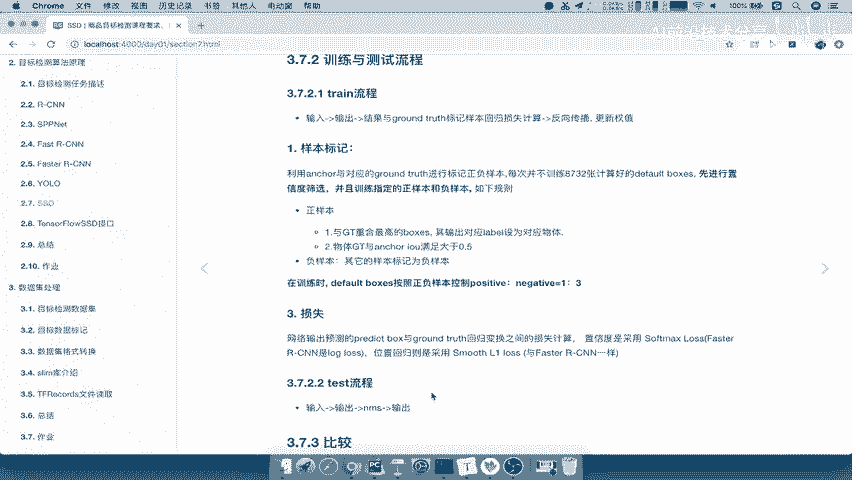 Chrome 文件 修改 视图 历史记录 书签 其他人 电动窗 帮助
100%
SSD | 商品目标检测课程要求、
localhost:4000/day01/section7.html
2. 目标检测算法原理
2.1. 目标检测任务描述
2.2. R-CNN
2.3. SPPNet
2.4. Fast R-CNN
2.5. Faster R-CNN
2.6. YOLO
2.7. SSD
2.8. TensorFlowSSD接口
2.9. 总结
2.10. 作业
3. 数据集处理
3.1. 目标检测数据集
3.2. 目标数据标记
3.3. 数据集格式转换
3.4. slim库介绍
3.5. TFRecords文件读取
3.6. 总结
3.7. 作业
3.7.2 训练与测试流程
3.7.2.1 train流程
输入->输出->结果与ground truth标记样本回归损失计算->反向传播, 更新权值
1. 样本标记：
利用anchor与对应的ground truth进行标记正负样本,每次并不训练8732张计算好的default boxes, 先进行置
信度筛选，并且训练指定的正样本和负样本, 如下规则
正样本
1.与GT重合最高的boxes, 其输出对应label设为对应物体.
2.物体GT与anchor iou满足大于0.5
负样本：其它的样本标记为负样本
在训练时, default boxes按照正负样本控制positive：negative=1：3
3. 损失
网络输出预测的predict box与ground truth回归变换之间的损失计算， 置信度是采用 Softmax Loss(Faster
R-CNN是log loss)，位置回归则是采用 Smooth L1 loss (与Faster R-CNN一样)
3.7.2.2 test流程
输入->输出->nms->输出
3.7.3 比较